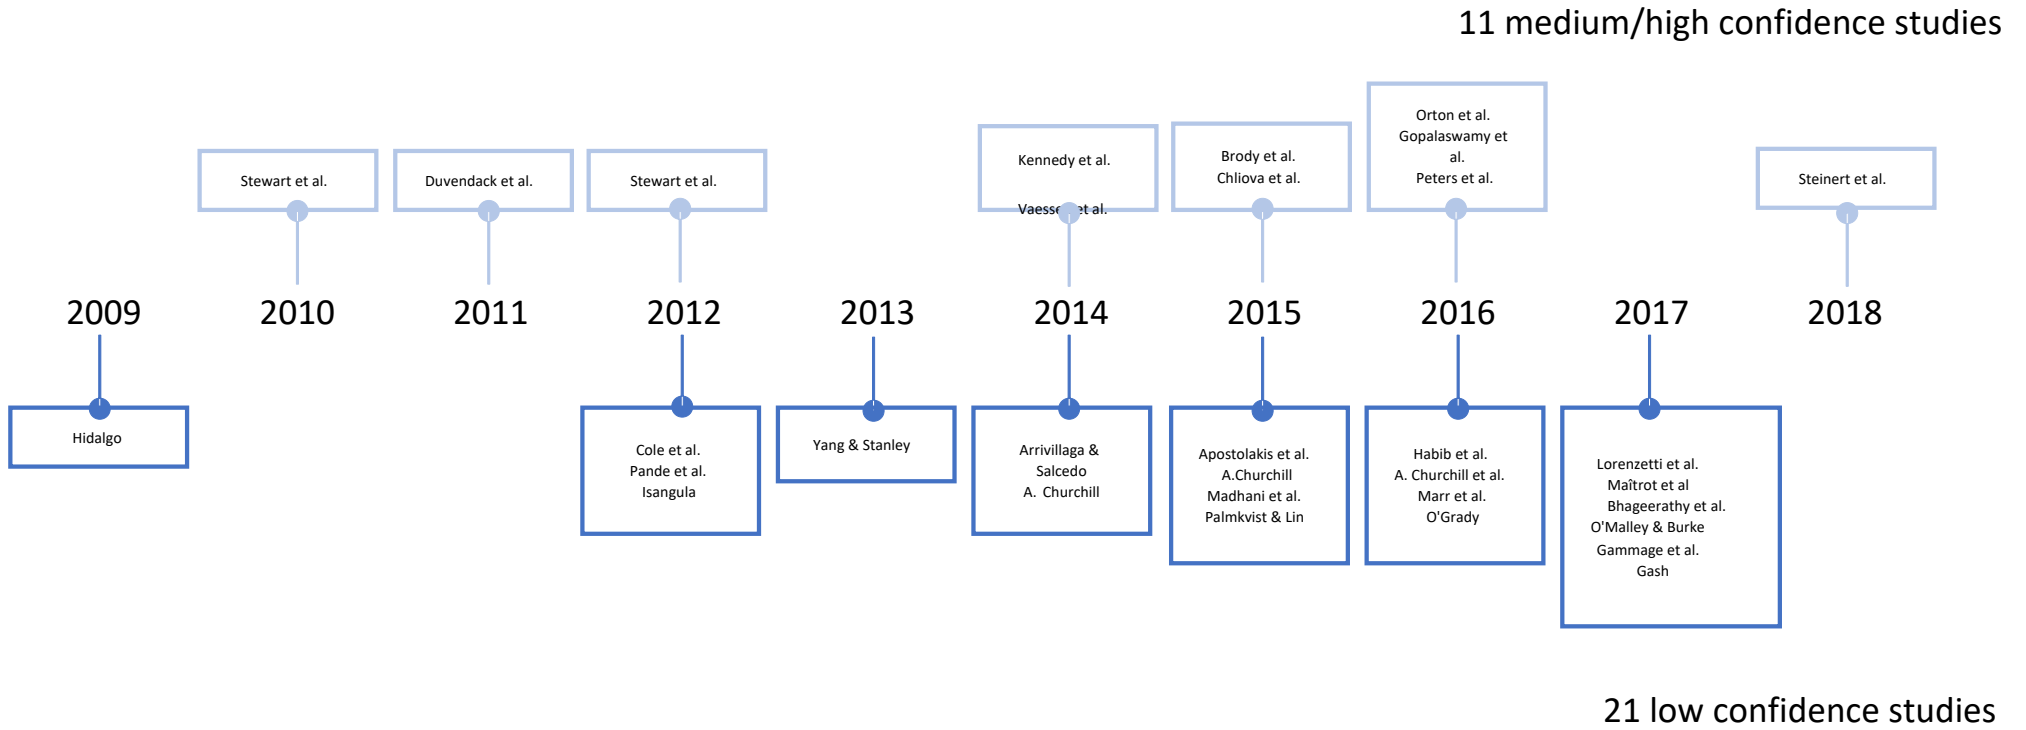 11 medium/high confidence studies
Stewart et al.
Duvendack et al.
Stewart et al.
Kennedy et al.
et al.
Brody et al.
Chliova et al.
Orton et al.
Gopalaswamy et
al.
Peters et al.
Steinert et al.
2009
2010
2011
2012
2013
2014
2015
2016
2017
2018
Hidalgo
Cole et al.
Pande et al.
Isangula
Yang & Stanley
Arrivillaga &
Salcedo
A. Churchill
Apostolakis et al.
A.Churchill
Madhani et al.
Palmkvist & Lin
Habib et al.
A. Churchill et al.
Marr et al.
O'Grady
Lorenzetti et al.
Maîtrot et al
Bhageerathy et al.
O'Malley & Burke
Gammage et al.
Gash
21 low confidence studies